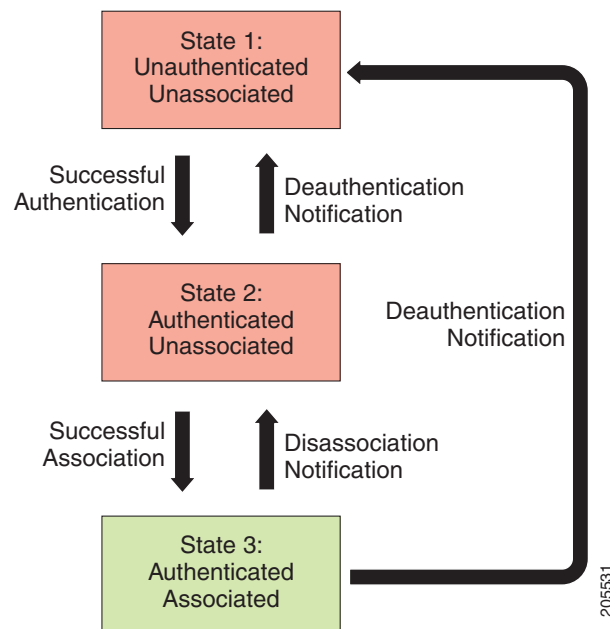 State 1:
Unauthenticated
Unassociated
Successful
Authentication
Deauthentication
Notification
State 2:
Authenticated
Unassociated
Deauthentication
Notification
Successful
Association
Disassociation
Notification
State 3:
Authenticated
Associated
205531